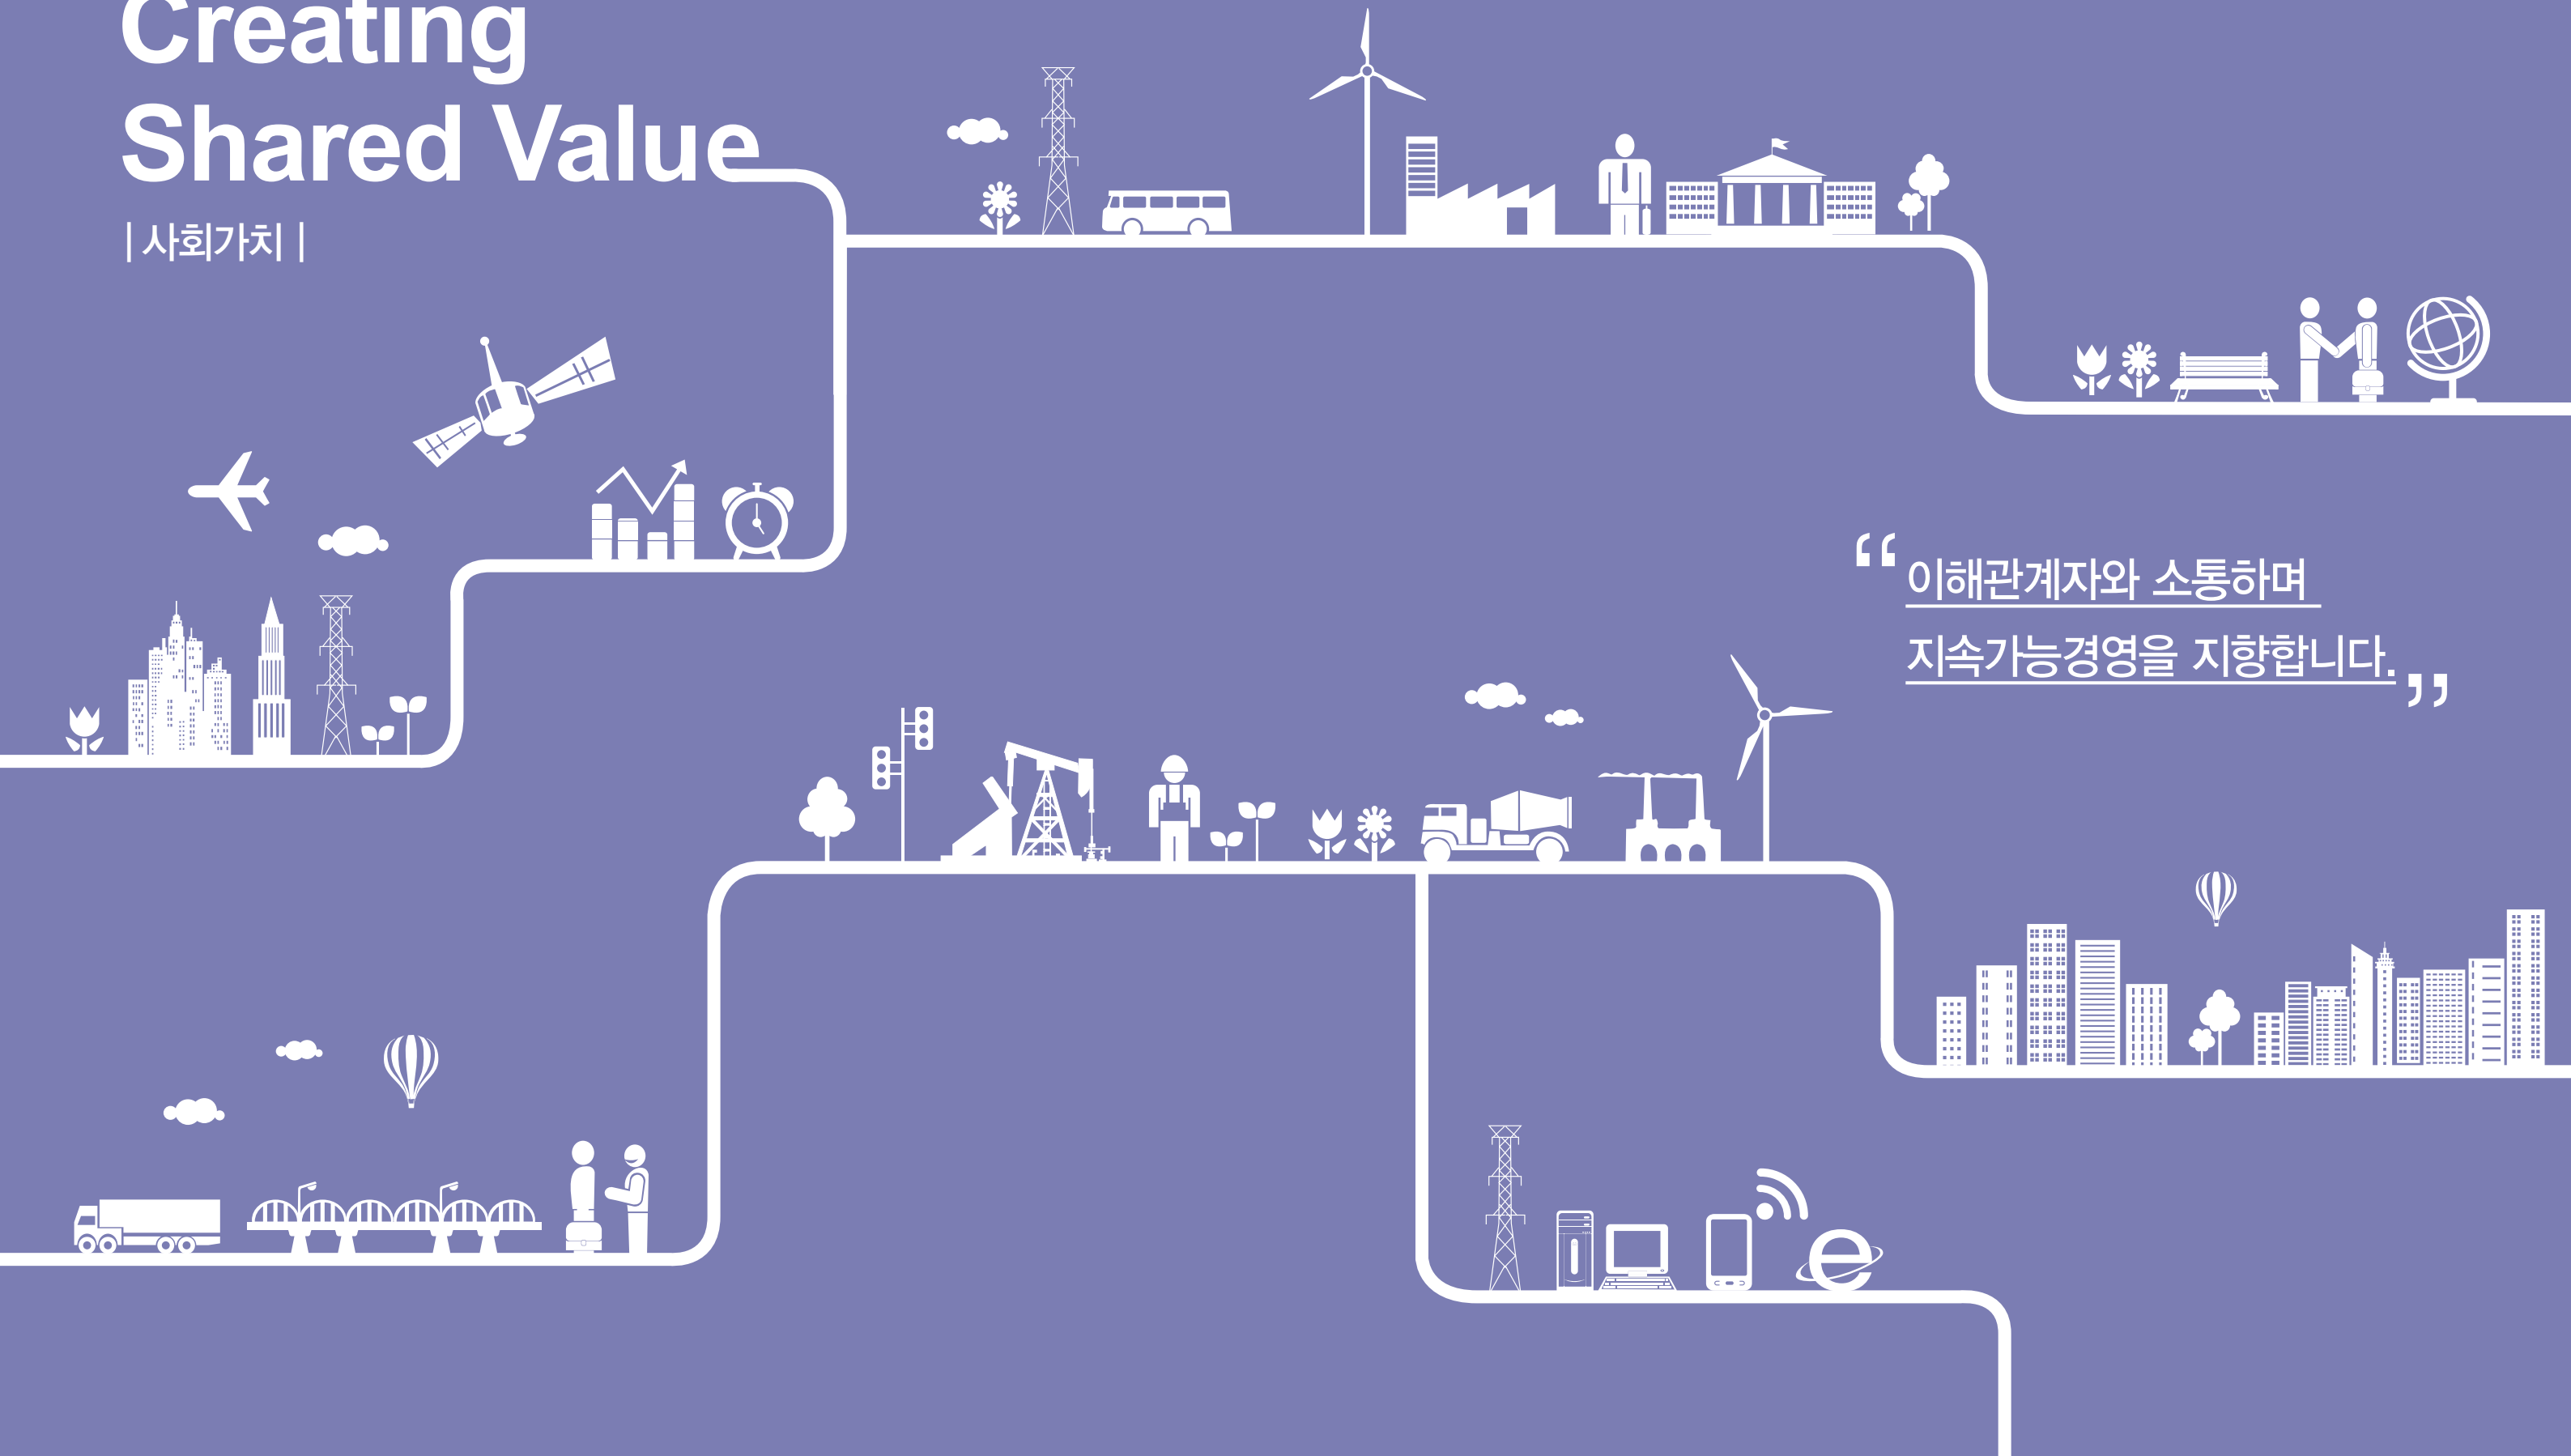 Creating
Shared Value
| 사회가치 |
“ 이해관계자와 소통하며
지속가능경영을 지향합니다. ”